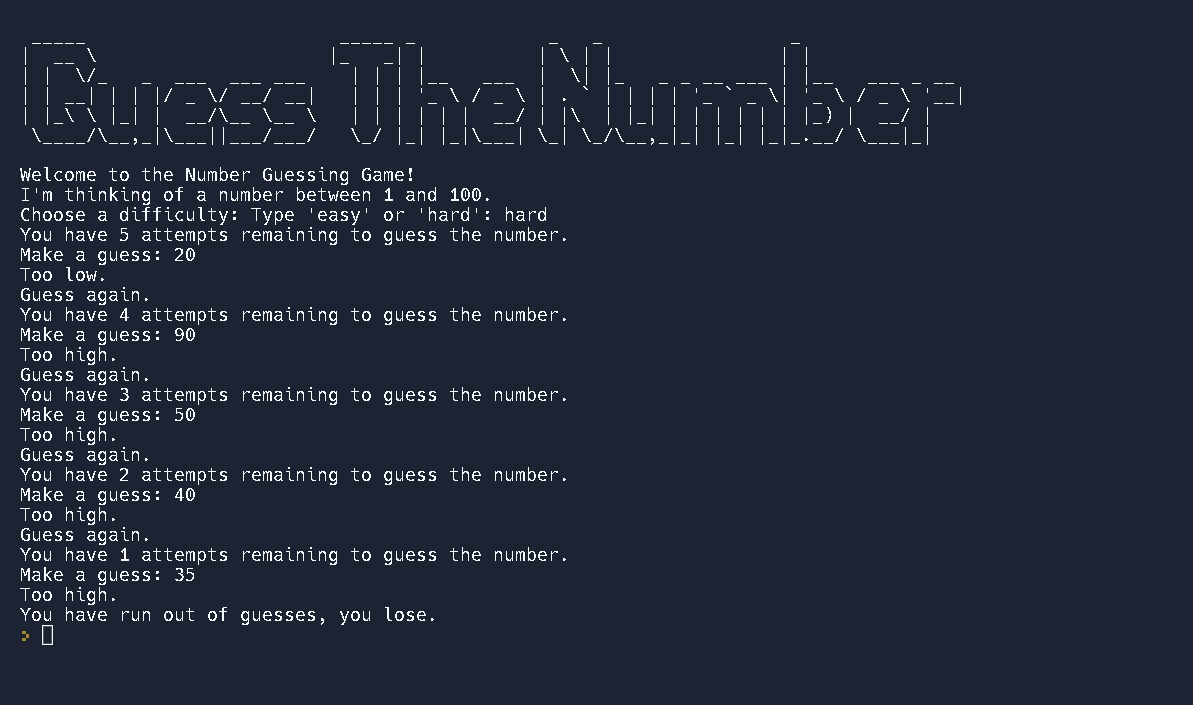 Guess The Number
Welcome to the Number Guessing Game!
I'm thinking of a number between 1 and 100.
Choose a difficulty: Type 'easy' or 'hard': hard
You have 5 attempts remaining to guess the number.
Make a guess: 20
Too low.
Guess again.
You have 4 attempts remaining to guess the number.
Make a guess: 90
Too high.
Guess again.
You have 3 attempts remaining to guess the number.
Make a guess: 50
Too high.
Guess again.
You have 2 attempts remaining to guess the number.
Make a guess: 40
Too high.
Guess again.
You have 1 attempts remaining to guess the number.
Make a guess: 35
Too high.
You have run out of guesses, you lose.
>